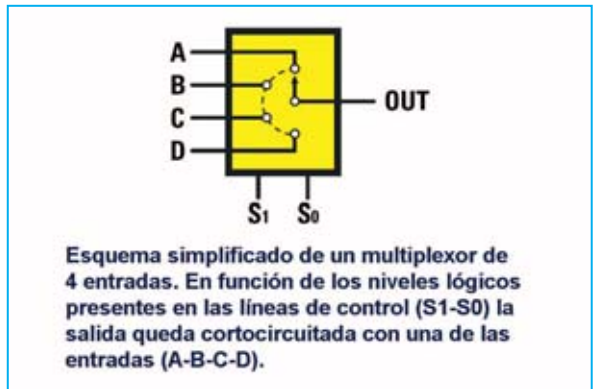 A
B
C
D
OUT
S1 S0
Esquema simplificado de un multiplexor de
4 entradas. En función de los niveles lógicos
presentes en las líneas de control (S1-S0) la
salida queda cortocircuitada con una de las
entradas (A-B-C-D).